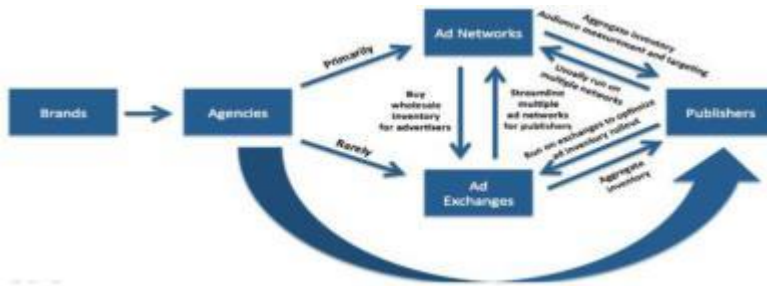 Brands
Agencies
Primarily
Rarely
Ad Networks
Buy
wholesale
inventory
for advertisers
Streamline
multiple
ad networks
for publishers
Aggregate inventory
Audience measurement and targeting
Usually run on
multiple networks
Run on exchanges to optimize
ad inventory rollout
Aggregate
inventory
Ad
Exchanges
Publishers